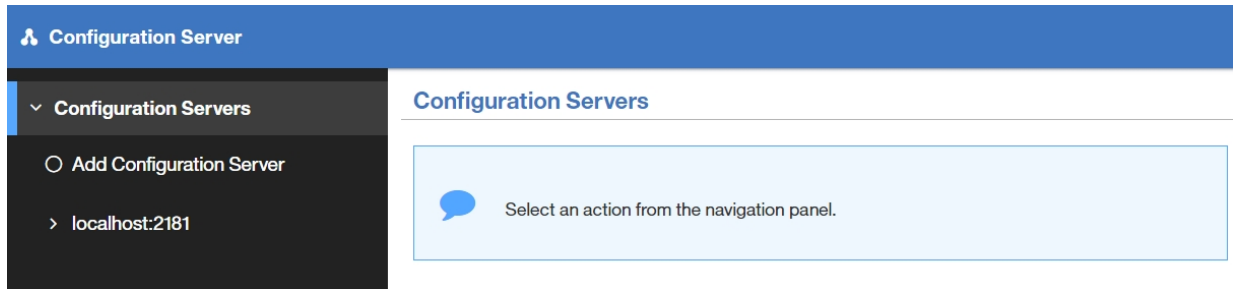 Configuration Server
Configuration Servers
Add Configuration Server
localhost:2181
Configuration Servers
Select an action from the navigation panel.